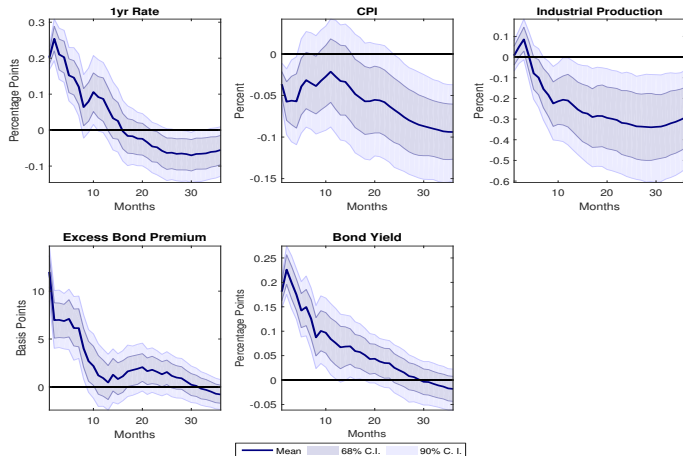 1yr Rate
Percentage Points
0.3
0.2
0.1
0
-0.1
10 20 30
Months
CPI
Percent
0
-0.05
-0.1
-0.15
10 20 30
Months
Industrial Production
Percent
0.1
0
-0.1
-0.2
-0.3
-0.4
-0.5
-0.6
10 20 30
Months
Excess Bond Premium
Basis Points
10
5
0
10 20 30
Months
Bond Yield
Percentage Points
0.25
0.2
0.15
0.1
0.05
0
-0.05
10 20 30
Months
Mean 68% C.I. 90% C. I.